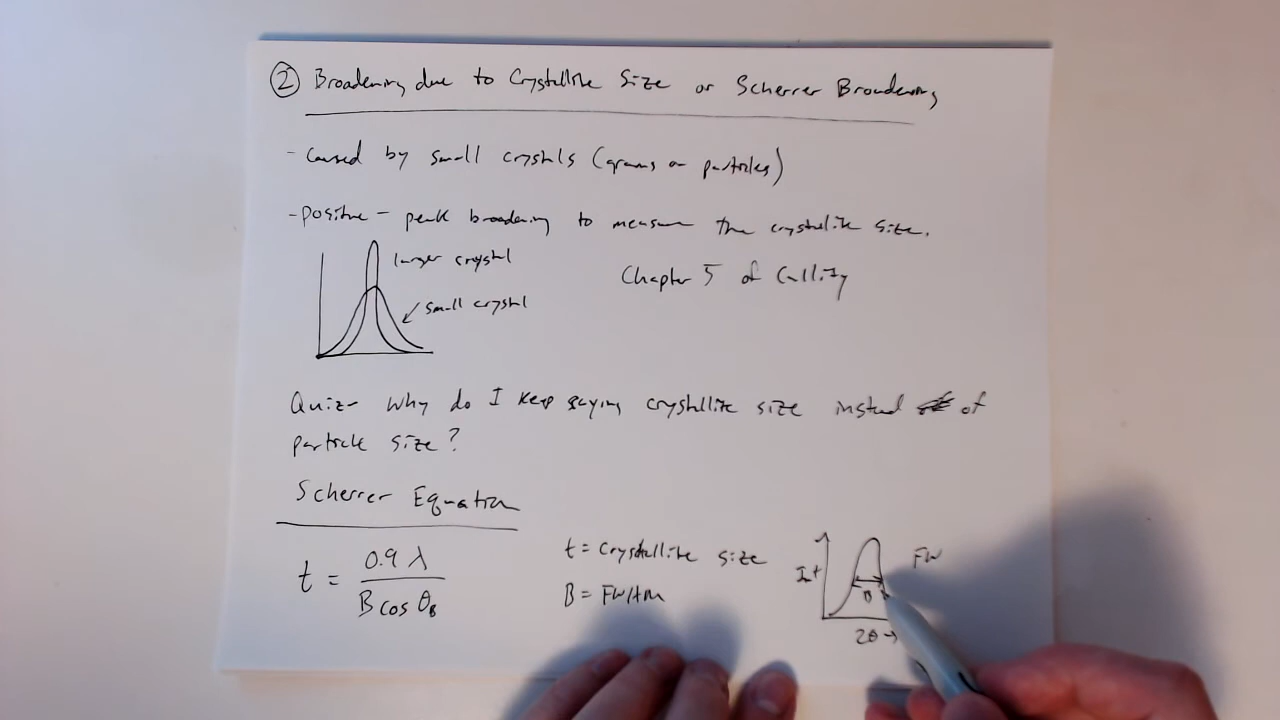 ② Broadening due to Crystallite Size or Scherrer Broadening
- Caused by small crystals (grains or particles)
- positive - peak broadening to measure the crystallite size.
larger crystal
Chapter 5 of Cullity
small crystal
Quiz - Why do I keep saying crystallite size instead of
particle size?
Scherrer Equation
t = 0.9 λ / B cos θB
t = crystallite size
B = FWHM
Int
B
FW
2θ →